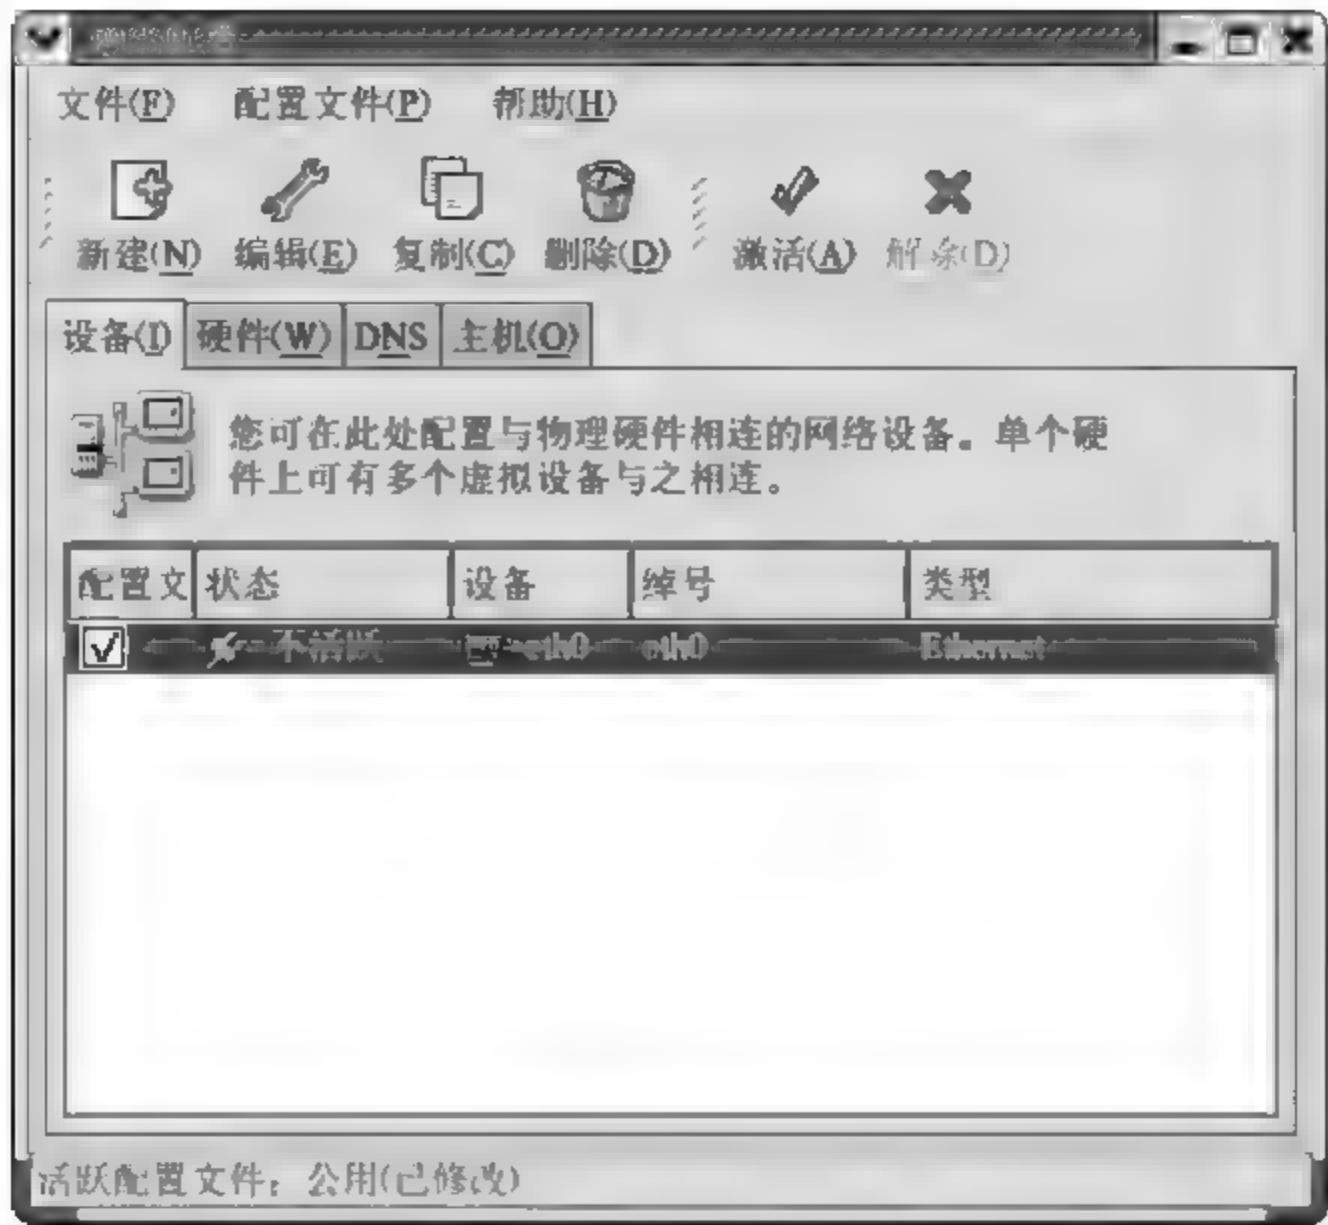 文件(F) 配置文件(P) 帮助(H)
新建(N) 编辑(E) 复制(C) 删除(D) 激活(A) 解除(D)
设备(I) 硬件(W) DNS 主机(O)
您可在此处配置与物理硬件相连的网络设备。单个硬
件上可有多个虚拟设备与之相连。
配置文 状态 设备 绰号 类型
不活跃 eth0 eth0 Ethernet
活跃配置文件：公用(已修改)